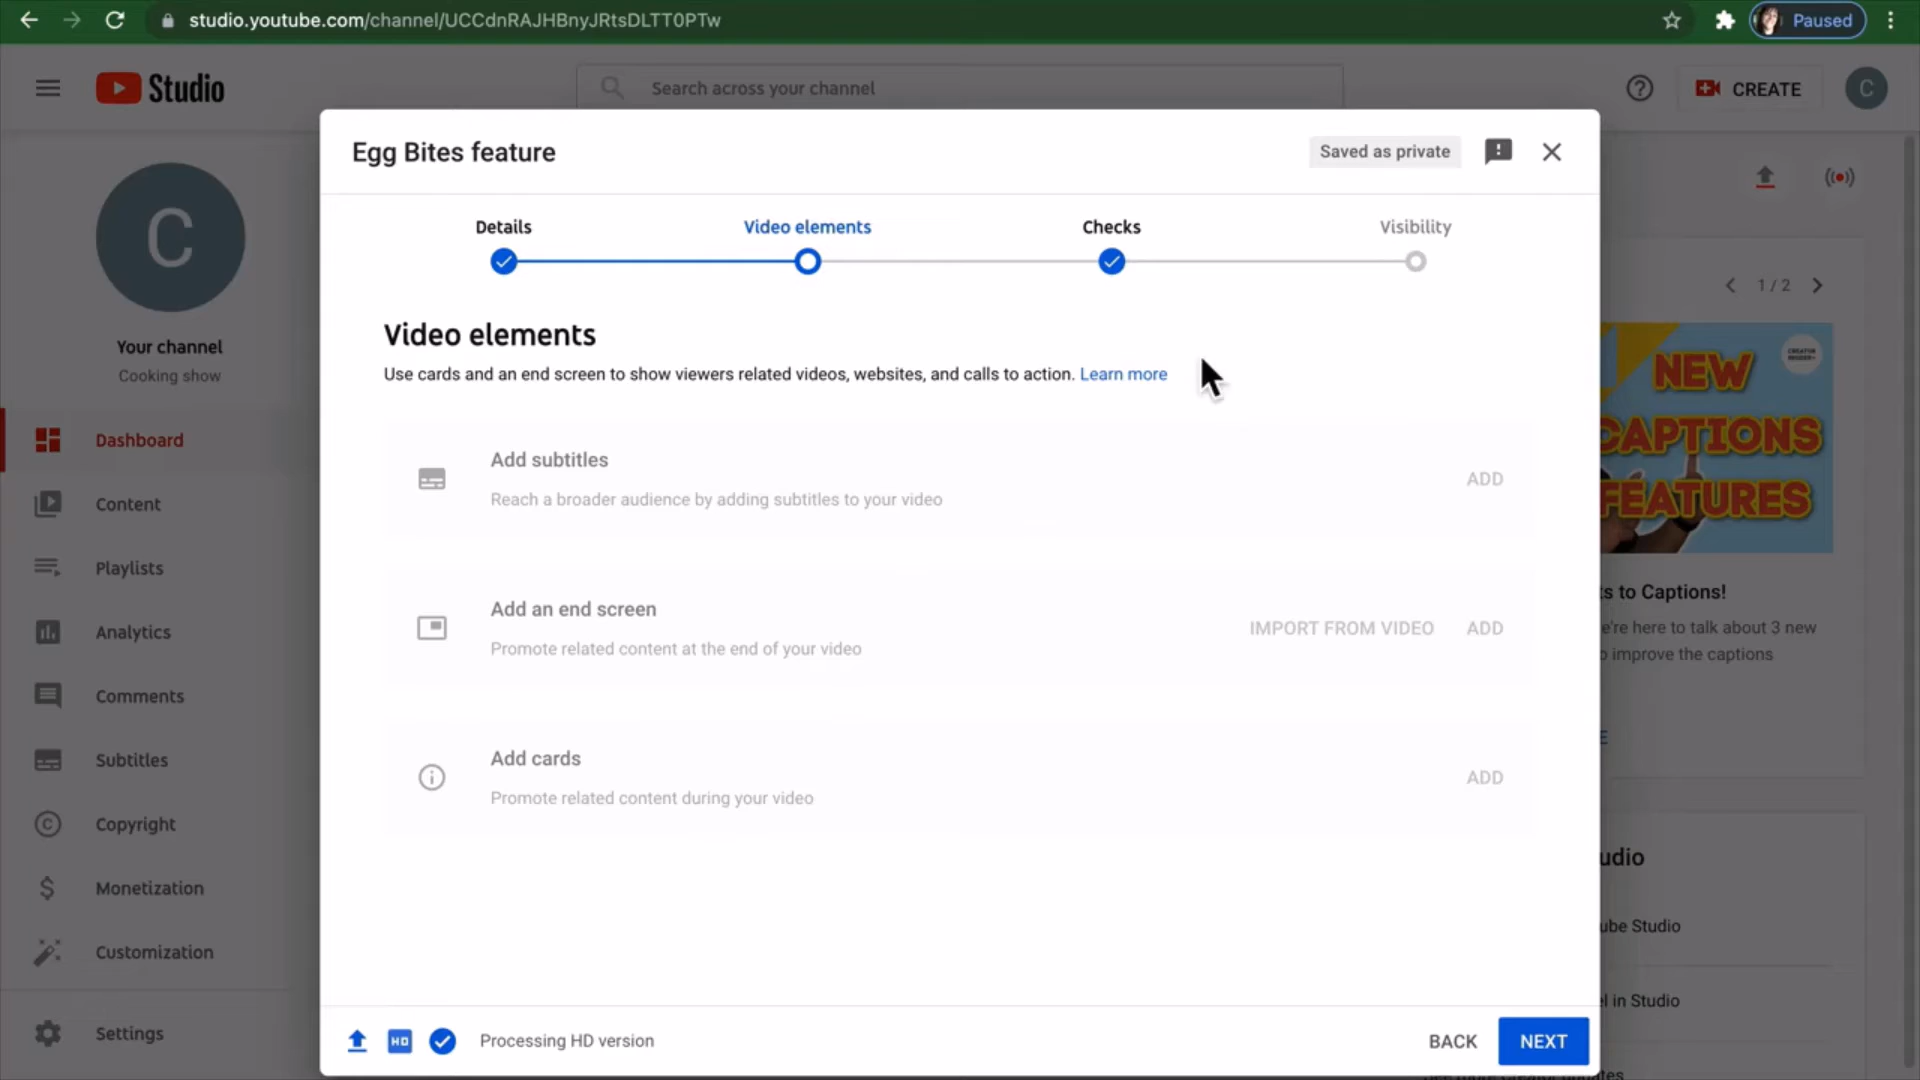 studio.youtube.com/channel/UCCdnRAJHBnyJRtsDLTT0PTw
Paused
Studio
Search across your channel
CREATE
C
Egg Bites feature
Saved as private
Details
Video elements
Checks
Visibility
C
1 / 2
Your channel
Cooking show
Video elements
Use cards and an end screen to show viewers related videos, websites, and calls to action. Learn more
NEW
CAPTIONS
FEATURES
Dashboard
Content
Playlists
Analytics
Comments
Subtitles
Copyright
Monetization
Customization
Settings
Add subtitles
Reach a broader audience by adding subtitles to your video
ADD
Add an end screen
Promote related content at the end of your video
IMPORT FROM VIDEO
ADD
Add cards
Promote related content during your video
ADD
s to Captions!
're here to talk about 3 new
improve the captions
E
udio
ube Studio
l in Studio
HD
Processing HD version
BACK
NEXT